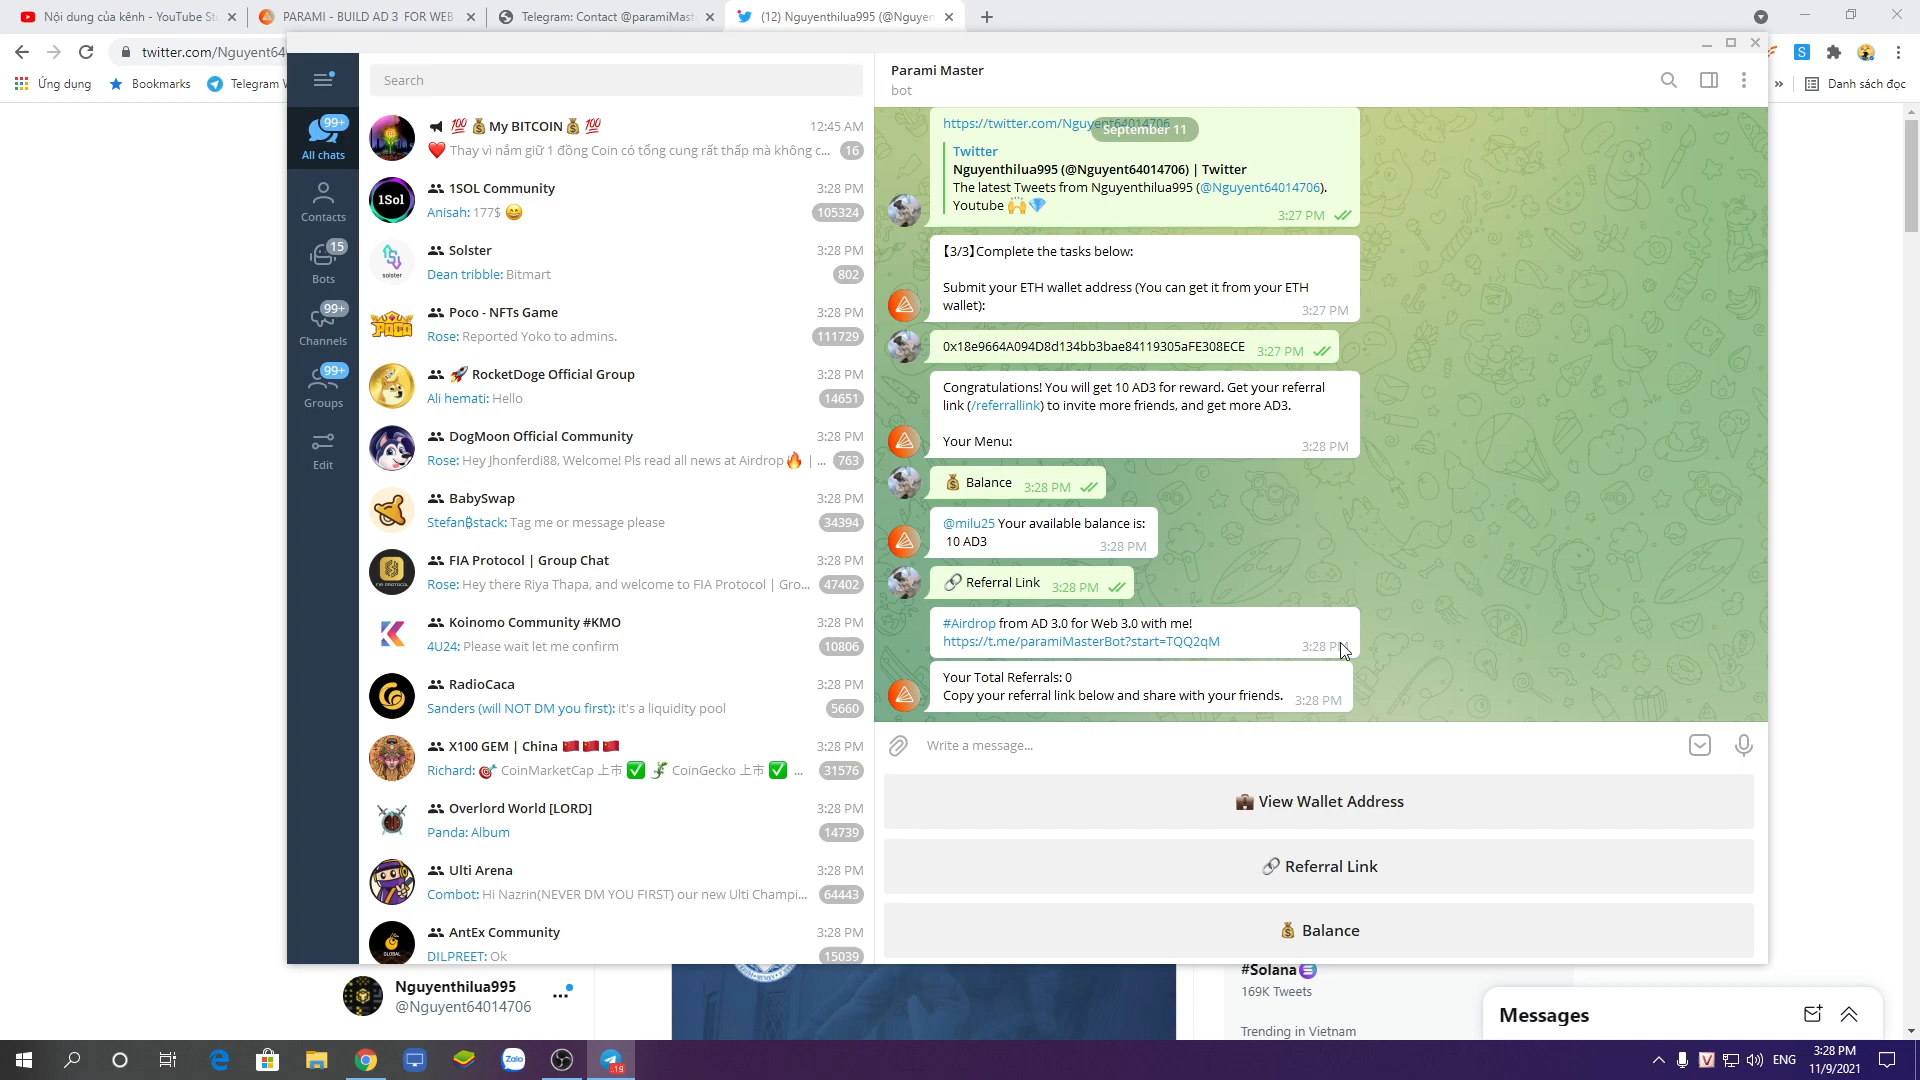 Nội dung của kênh - YouTube St
PARAMI - BUILD AD 3 FOR WEB
Telegram: Contact @paramiMast
(12) Nguyenthilua995 (@Nguyen
twitter.com/Nguyent64
Ứng dụng
Bookmarks
Telegram W
»
Danh sách đọc
Search
Parami Master
bot
99+
All chats
Contacts
15
Bots
99+
Channels
99+
Groups
Edit
💯💰My BITCOIN💰💯
12:45 AM
❤️ Thay vì nắm giữ 1 đồng Coin có tổng cung rất thấp mà không c...
16
1Sol
1SOL Community
3:28 PM
Anisah: 177$ 😄
105324
solster
Solster
3:28 PM
Dean tribble: Bitmart
802
POCO
Poco - NFTs Game
3:28 PM
Rose: Reported Yoko to admins.
111729
🚀 RocketDoge Official Group
3:28 PM
Ali hemati: Hello
14651
DogMoon Official Community
3:28 PM
Rose: Hey Jhonferdi88, Welcome! Pls read all news at Airdrop🔥 | ...
763
BabySwap
3:28 PM
Stefan₿stack: Tag me or message please
34394
FIA PROTOCOL
FIA Protocol | Group Chat
3:28 PM
Rose: Hey there Riya Thapa, and welcome to FIA Protocol | Gro...
47402
Koinomo Community #KMO
3:28 PM
4U24: Please wait let me confirm
10806
RadioCaca
3:28 PM
Sanders (will NOT DM you first): it's a liquidity pool
5660
X100 GEM | China 🇨🇳🇨🇳🇨🇳
3:28 PM
Richard: 🎯 CoinMarketCap 上市 ✅ 🦎 CoinGecko 上市 ✅ ...
31576
Overlord World [LORD]
3:28 PM
Panda: Album
14739
Ulti Arena
3:28 PM
Combot: Hi Nazrin(NEVER DM YOU FIRST) our new Ulti Champi...
64443
GLOBAL
AntEx Community
3:28 PM
DILPREET: Ok
15039
https://twitter.com/Nguyent64014706
September 11
Twitter
Nguyenthilua995 (@Nguyent64014706) | Twitter
The latest Tweets from Nguyenthilua995 (@Nguyent64014706).
Youtube 🙌💎
3:27 PM
【3/3】Complete the tasks below:
Submit your ETH wallet address (You can get it from your ETH
wallet):
3:27 PM
0x18e9664A094D8d134bb3bae84119305aFE308ECE
3:27 PM
Congratulations! You will get 10 AD3 for reward. Get your referral
link (/referrallink) to invite more friends, and get more AD3.
Your Menu:
3:28 PM
💰 Balance
3:28 PM
@milu25 Your available balance is:
10 AD3
3:28 PM
🔗 Referral Link
3:28 PM
#Airdrop from AD 3.0 for Web 3.0 with me!
https://t.me/paramiMasterBot?start=TQQ2qM
3:28 PM
Your Total Referrals: 0
Copy your referral link below and share with your friends.
3:28 PM
Write a message...
💼 View Wallet Address
🔗 Referral Link
💰 Balance
Nguyenthilua995
@Nguyent64014706
#Solana
169K Tweets
Trending in Vietnam
Messages
Zalo
..19
ENG
3:28 PM
11/9/2021